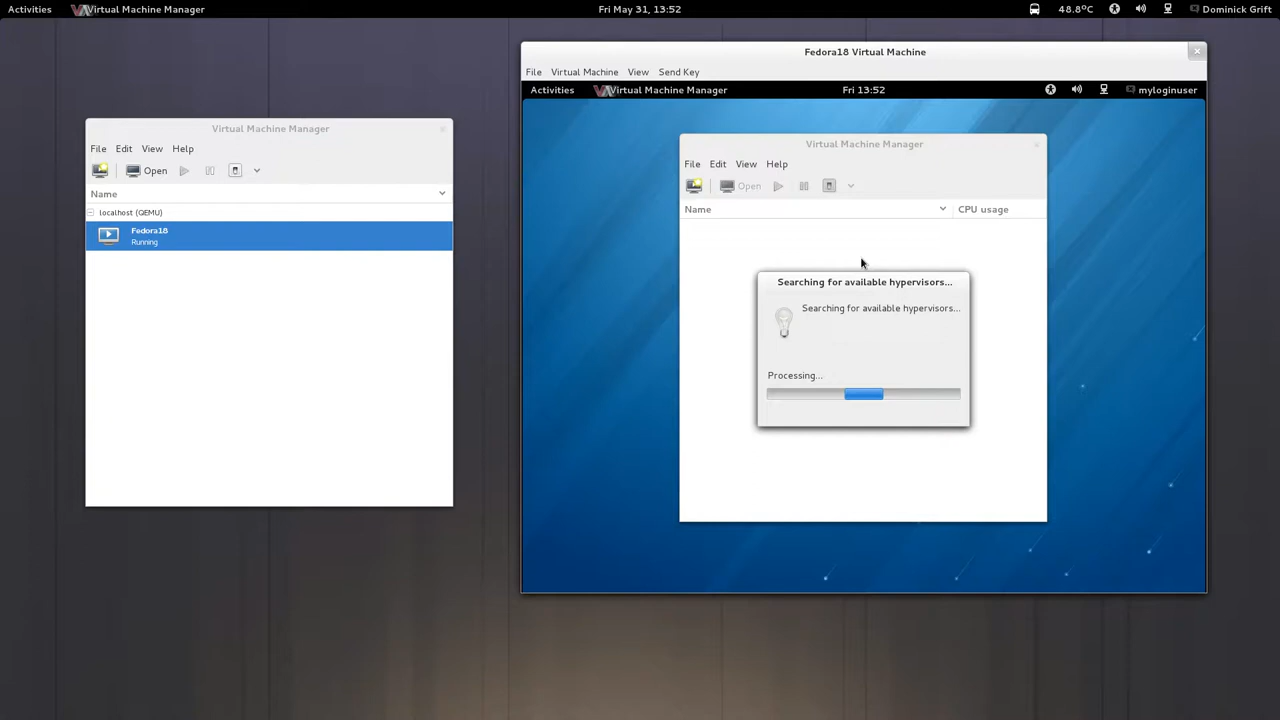 Activities Virtual Machine Manager Fri May 31, 13:52 48.8°C Dominick Grift
Virtual Machine Manager
File Edit View Help
Open
Name
localhost (QEMU)
Fedora18
Running
Fedora18 Virtual Machine
File Virtual Machine View Send Key
Activities Virtual Machine Manager Fri 13:52 myloginuser
Virtual Machine Manager
File Edit View Help
Open
Name CPU usage
Searching for available hypervisors...
Searching for available hypervisors...
Processing...